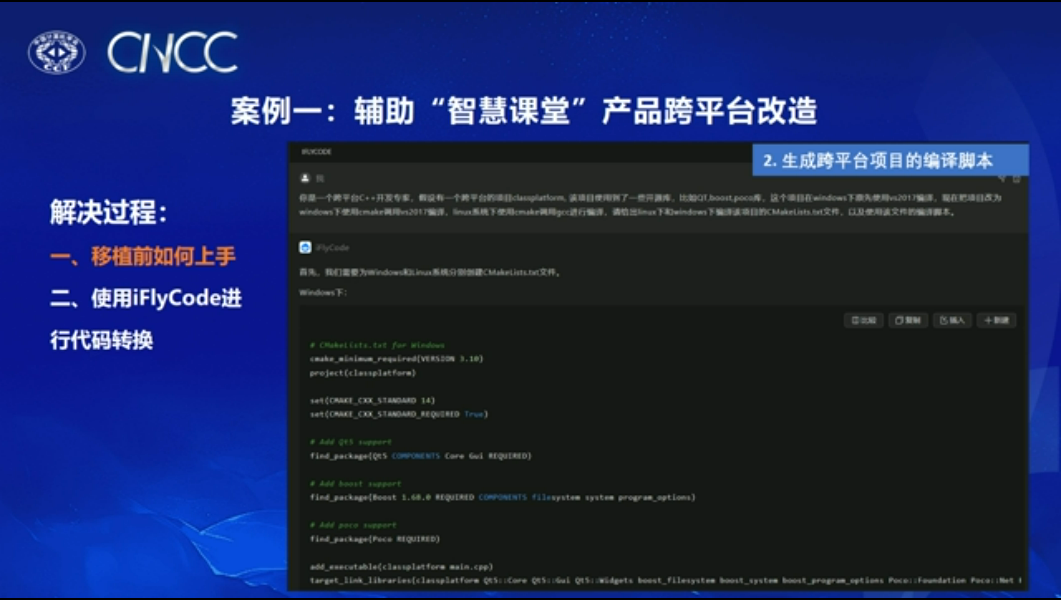 CNCC
案例一：辅助“智慧课堂”产品跨平台改造
解决过程：
一、移植前如何上手
二、使用iFlyCode进
行代码转换
iFLYCODE
2. 生成跨平台项目的编译脚本
我
你是一个跨平台C++开发专家，假设有一个跨平台的项目classplatform, 该项目使用到了一些开源库，比如QT,boost,poco库，这个项目在windows下原先使用vs2017编译，现在把项目改为
windows下使用cmake调用vs2017编译，linux系统下使用cmake调用gcc进行编译，请给出linux下和windows下编译该项目的CMakeLists.txt文件，以及使用该文件的编译脚本。
iFlyCode
首先，我们需要为Windows和Linux系统分别创建CMakeLists.txt文件。
Windows下：
比较 复制 插入 新建
# CMakeLists.txt for Windows
cmake_minimum_required(VERSION 3.10)
project(classplatform)
set(CMAKE_CXX_STANDARD 14)
set(CMAKE_CXX_STANDARD_REQUIRED True)
# Add Qt5 support
find_package(Qt5 COMPONENTS Core Gui REQUIRED)
# Add boost support
find_package(Boost 1.60.0 REQUIRED COMPONENTS filesystem system program_options)
# Add poco support
find_package(Poco REQUIRED)
add_executable(classplatform main.cpp)
target_link_libraries(classplatform Qt5::Core Qt5::Gui Qt5::Widgets boost_filesystem boost_system boost_program_options Poco::Foundation Poco::Net